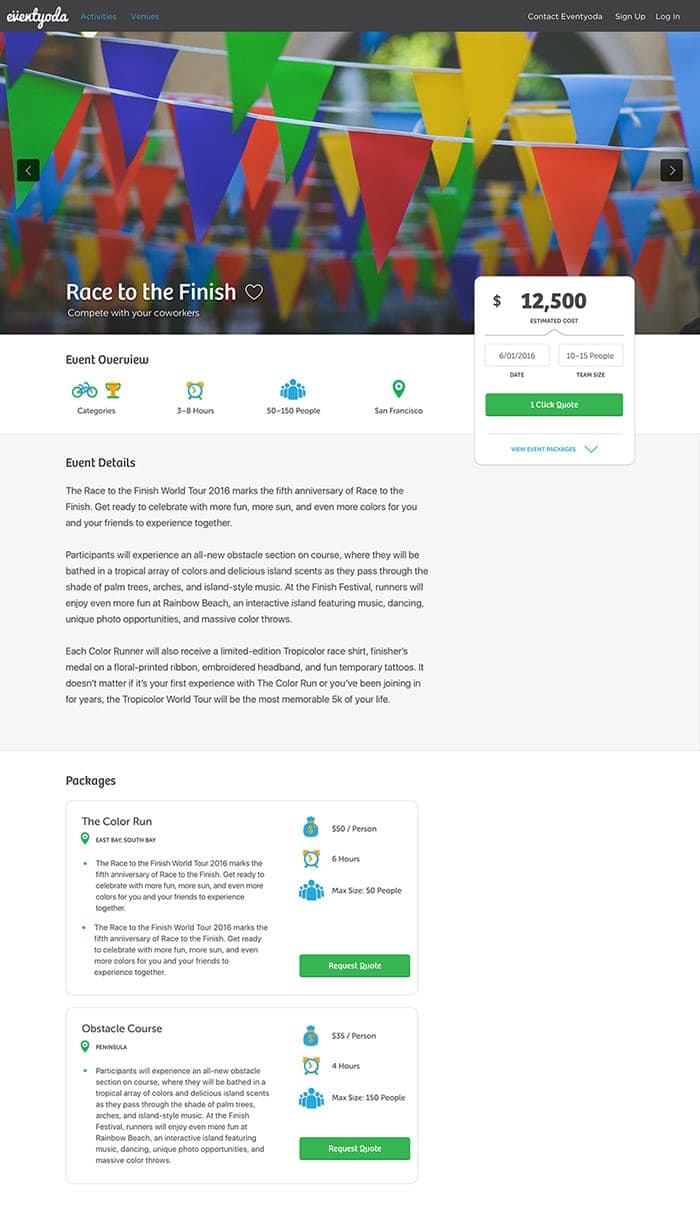 eventyoda Activities Venues Contact Eventyoda Sign Up Log In
Race to the Finish
Compete with your coworkers
$ 12,500
ESTIMATED COST
6/01/2016 10-15 People
DATE TEAM SIZE
1 Click Quote
VIEW EVENT PACKAGES
Event Overview
Categories 3-8 Hours 50-150 People San Francisco
Event Details
The Race to the Finish World Tour 2016 marks the fifth anniversary of Race to the
Finish. Get ready to celebrate with more fun, more sun, and even more colors for you
and your friends to experience together.
Participants will experience an all-new obstacle section on course, where they will be
bathed in a tropical array of colors and delicious island scents as they pass through the
shade of palm trees, arches, and island-style music. At the Finish Festival, runners will
enjoy even more fun at Rainbow Beach, an interactive island featuring music, dancing,
unique photo opportunities, and massive color throws.
Each Color Runner will also receive a limited-edition Tropicolor race shirt, finisher's
medal on a floral-printed ribbon, embroidered headband, and fun temporary tattoos. It
doesn't matter if it's your first experience with The Color Run or you've been joining in
for years, the Tropicolor World Tour will be the most memorable 5k of your life.
Packages
The Color Run
EAST BAY, SOUTH BAY
The Race to the Finish World Tour 2016 marks the
fifth anniversary of Race to the Finish. Get ready to
celebrate with more fun, more sun, and even more
colors for you and your friends to experience
together.
The Race to the Finish World Tour 2016 marks the
fifth anniversary of Race to the Finish. Get ready
to celebrate with more fun, more sun, and even
more colors for you and your friends to
experience together.
$50 / Person
6 Hours
Max Size: 50 People
Request Quote
Obstacle Course
PENINSULA
Participants will experience an all-new obstacle
section on course, where they will be bathed in a
tropical array of colors and delicious island scents
as they pass through the shade of palm trees,
arches, and island-style music. At the Finish
Festival, runners will enjoy even more fun at
Rainbow Beach, an interactive island featuring
music, dancing, unique photo opportunities, and
massive color throws.
$35 / Person
4 Hours
Max Size: 150 People
Request Quote